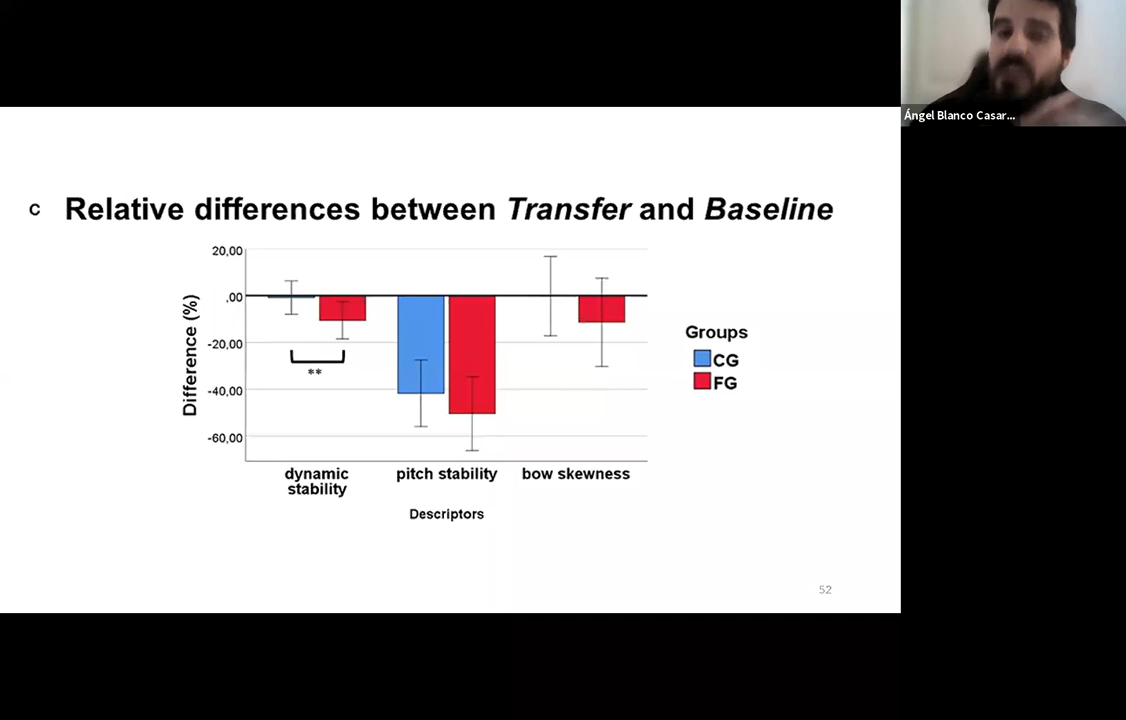 Ángel Blanco Casar...
C Relative differences between Transfer and Baseline
20,00
,00
-20,00
-40,00
-60,00
Difference (%)
**
dynamic
stability
pitch stability
bow skewness
Descriptors
Groups
CG
FG
52